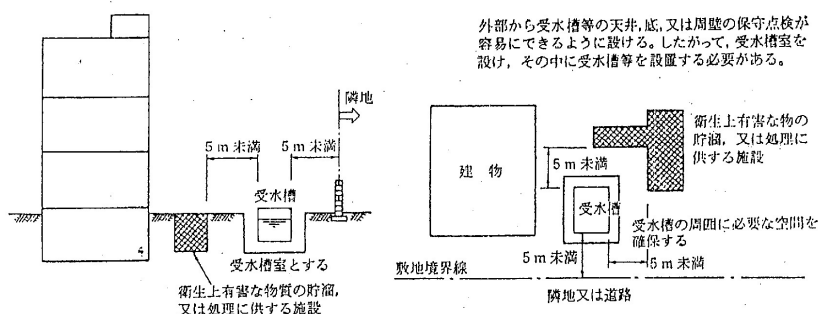 外部から受水槽等の天井,底,又は周壁の保守点検が
容易にできるように設ける。したがって,受水槽室を
設け,その中に受水槽等を設置する必要がある。
隣地
5m未満
5m未満
受水槽
受水槽室とする
衛生上有害な物質の貯溜,
又は処理に供する施設
衛生上有害な物の
貯溜,又は処理に
供する施設
建物
5m未満
受水槽
受水槽の周囲に必要な空間を
確保する
5m未満
5m未満
敷地境界線
隣地又は道路